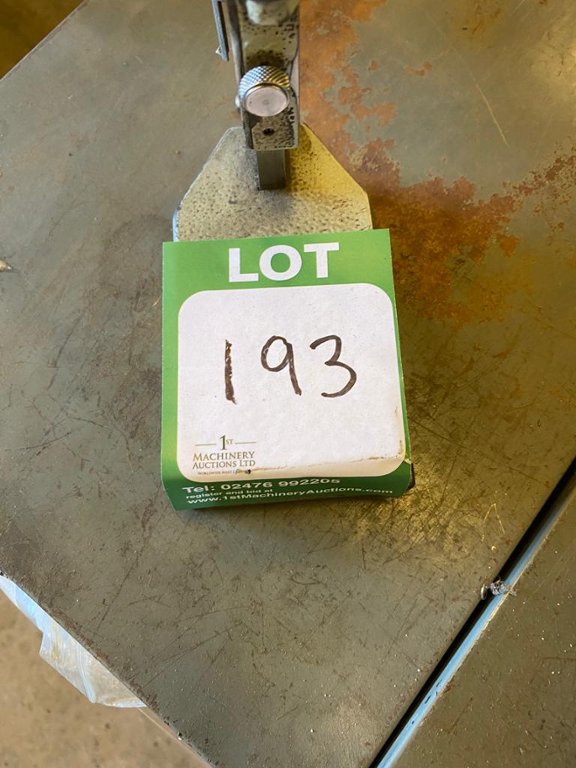 LOT
193
1ST
MACHINERY
AUCTIONS LTD
Tel: 02476 992205
register and bid at
www.1stMachineryAuctions.com